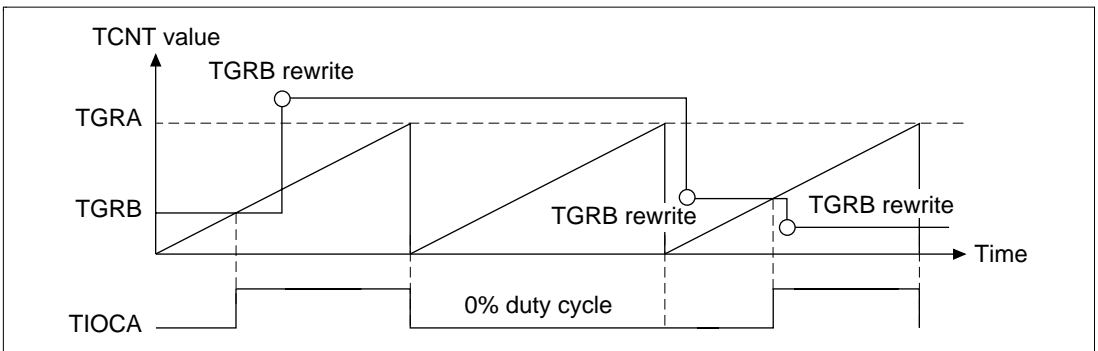 TCNT value
TGRB rewrite
TGRA
TGRB
TGRB rewrite
TGRB rewrite
Time
0% duty cycle
TIOCA